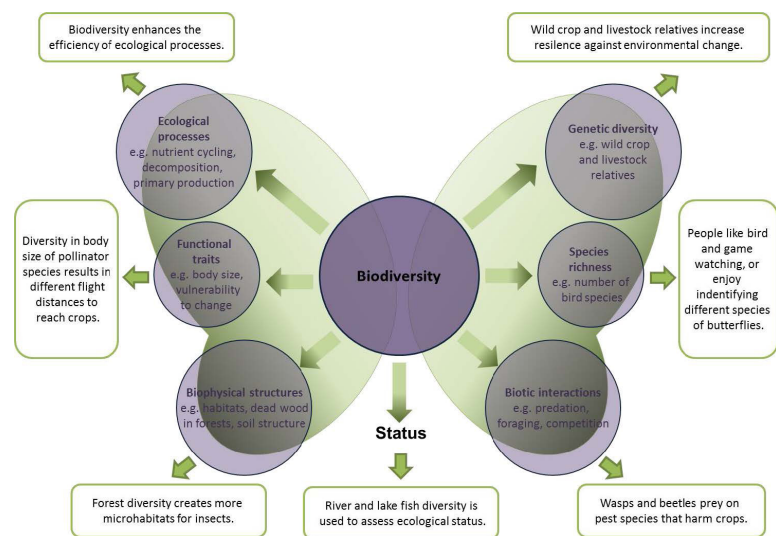 Biodiversity enhances the
efficiency of ecological processes.
Wild crop and livestock relatives increase
resilence against environmental change.
Ecological
processes
e.g. nutrient cycling,
decomposition,
primary production
Genetic diversity
e.g. wild crop
and livestock
relatives
Diversity in body
size of pollinator
species results in
different flight
distances to
reach crops.
Functional
traits
e.g. body size,
vulnerability
to change
Biodiversity
Species
richness
e.g. number of
bird species
People like bird
and game
watching, or
enjoy
indentifying
different species
of butterflies.
Biophysical structures
e.g. habitats, dead wood
in forests, soil structure
Status
Biotic interactions
e.g. predation,
foraging, competition
Forest diversity creates more
microhabitats for insects.
River and lake fish diversity is
used to assess ecological status.
Wasps and beetles prey on
pest species that harm crops.